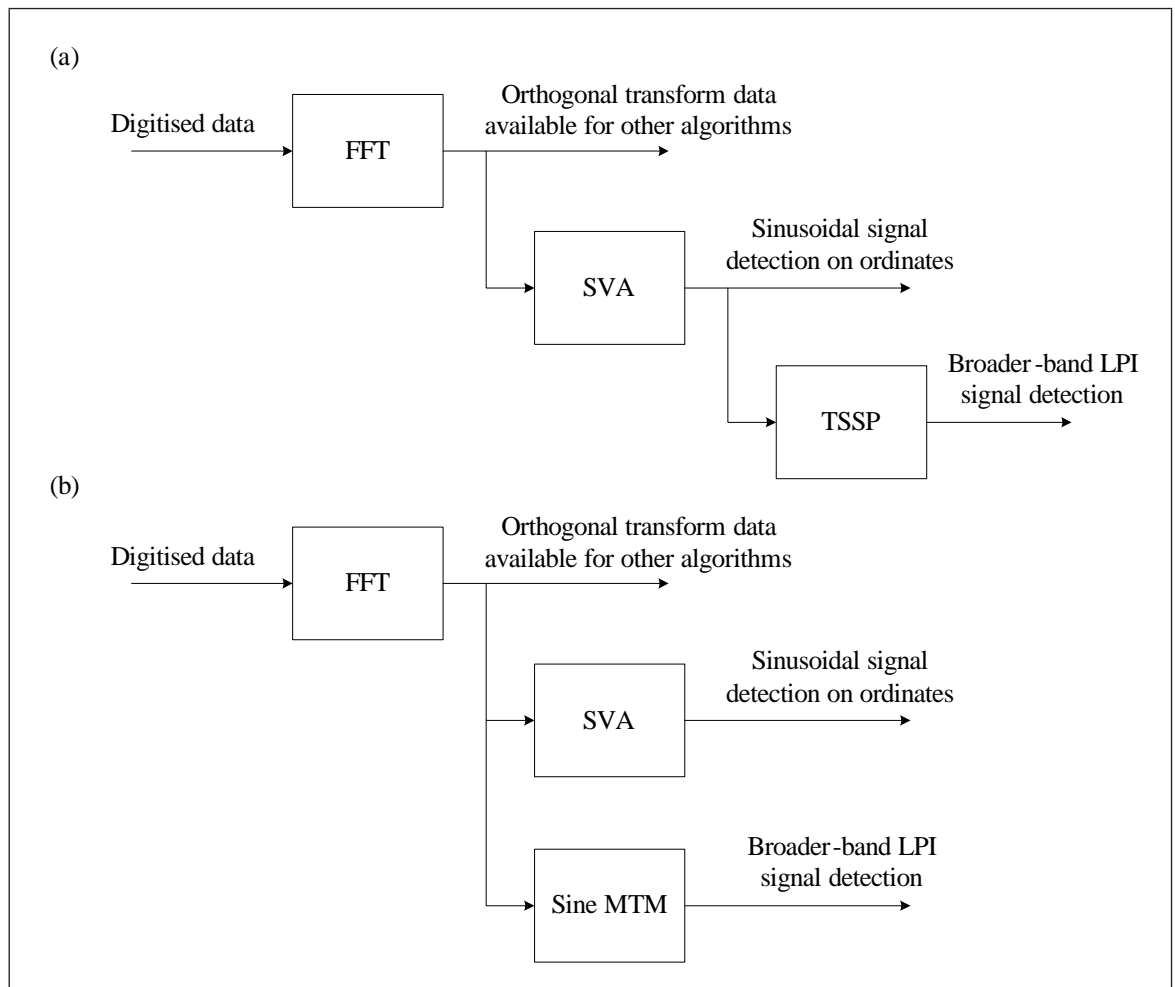 (a)
Digitised data
FFT
Orthogonal transform data
available for other algorithms
SVA
Sinusoidal signal
detection on ordinates
TSSP
Broader-band LPI
signal detection
(b)
Digitised data
FFT
Orthogonal transform data
available for other algorithms
SVA
Sinusoidal signal
detection on ordinates
Sine MTM
Broader-band LPI
signal detection